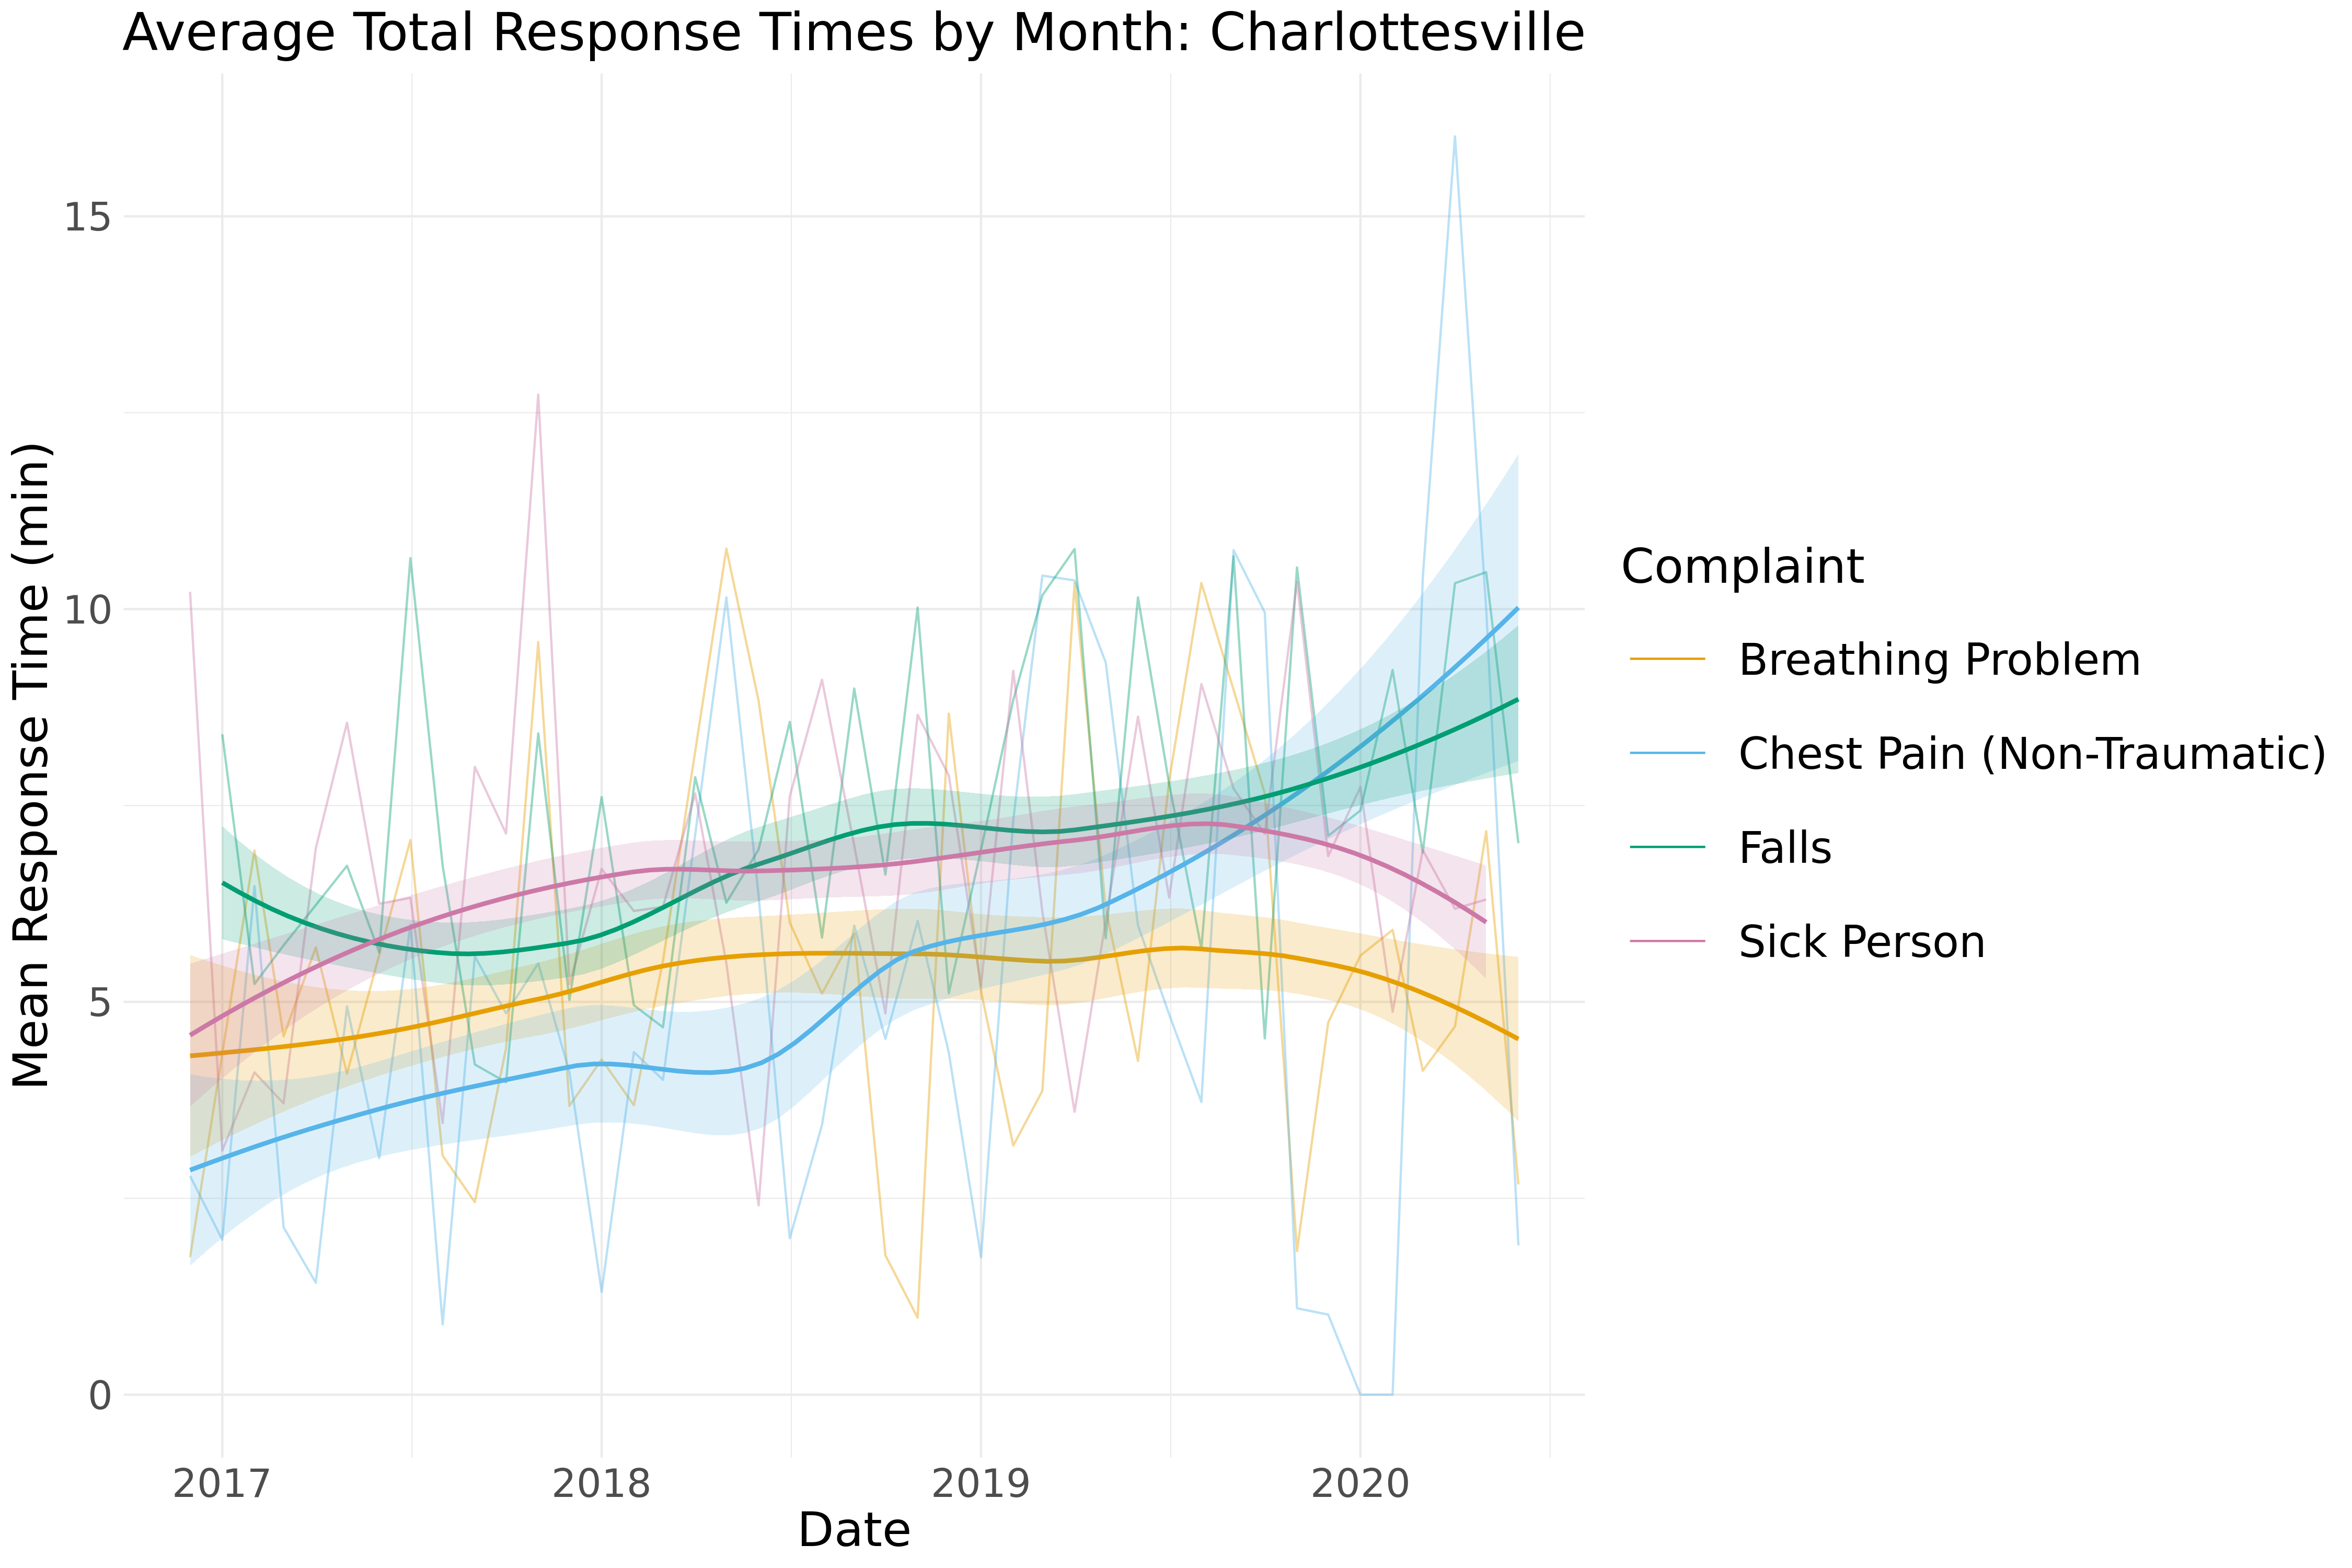 Average Total Response Times by Month: Charlottesville
Mean Response Time (min)
15
10
5
0
2017
2018
2019
2020
Date
Complaint
Breathing Problem
Chest Pain (Non-Traumatic)
Falls
Sick Person